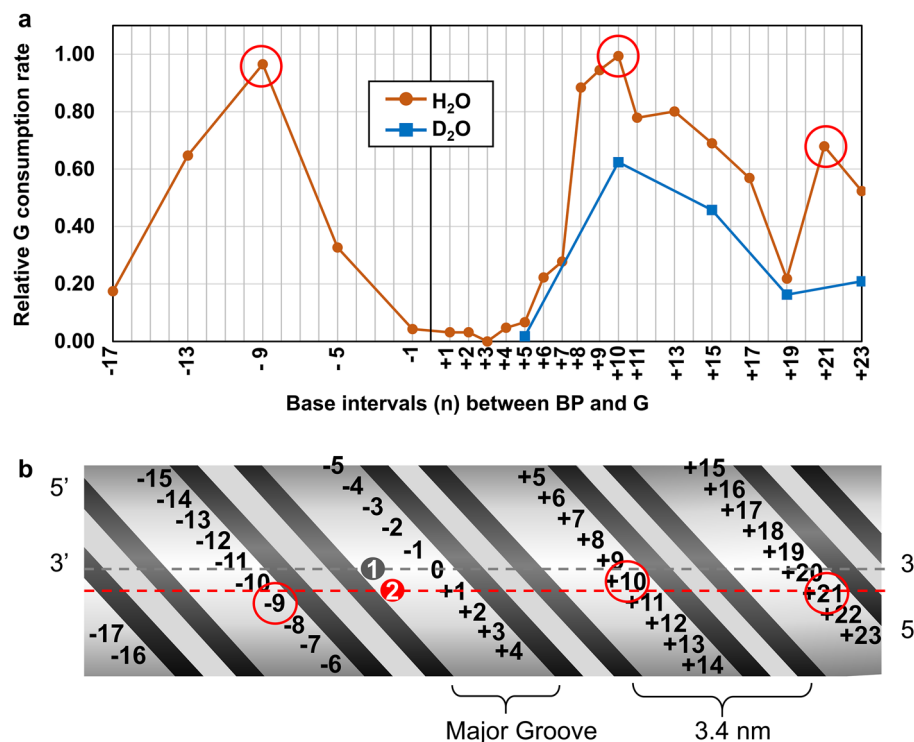 a
Relative G consumption rate
1.00
0.80
0.60
0.40
0.20
0.00
H₂O
D₂O
-17 -13 -9 -5 -1 +1 +2 +3 +4 +5 +6 +7 +8 +9 +10 +11 +13 +15 +17 +19 +21 +23
Base intervals (n) between BP and G
b
5’
3’
-15 -14 -13 -12 -11 -10 -9 -8 -7 -6
-17 -16
-5 -4 -3 -2 -1 0 +1 +2 +3 +4
1
2
+5 +6 +7 +8 +9 +10 +11 +12 +13 +14
+15 +16 +17 +18 +19 +20 +21 +22 +23
3
5
Major Groove
3.4 nm